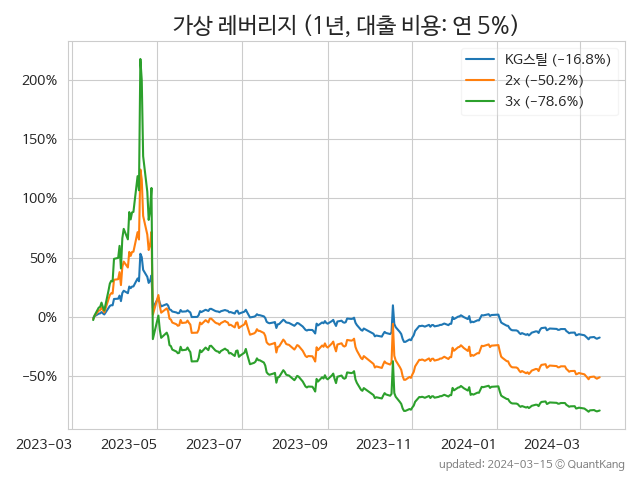 가상 레버리지 (1년, 대출 비용: 연 5%)
KG스틸 (−16.8%)
2x (−50.2%)
3x (−78.6%)
200%
150%
100%
50%
0%
−50%
2023-03
2023-05
2023-07
2023-09
2023-11
2024-01
2024-03
updated: 2024-03-15 © QuantKang